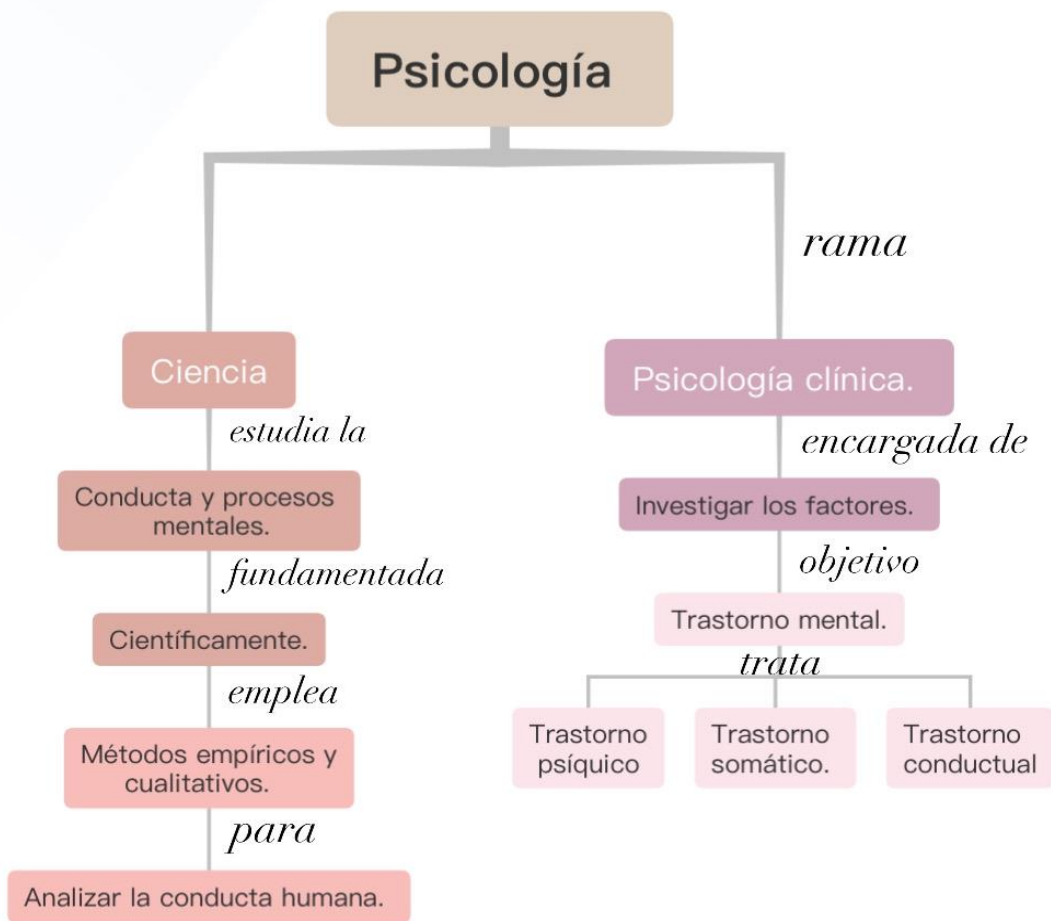 Psicología
rama
Ciencia
Psicología clínica.
estudia la
encargada de
Conducta y procesos
mentales.
Investigar los factores.
fundamentada
objetivo
Científicamente.
Trastorno mental.
emplea
trata
Métodos empíricos y
cualitativos.
Trastorno
psíquico
Trastorno
somático.
Trastorno
conductual
para
Analizar la conducta humana.